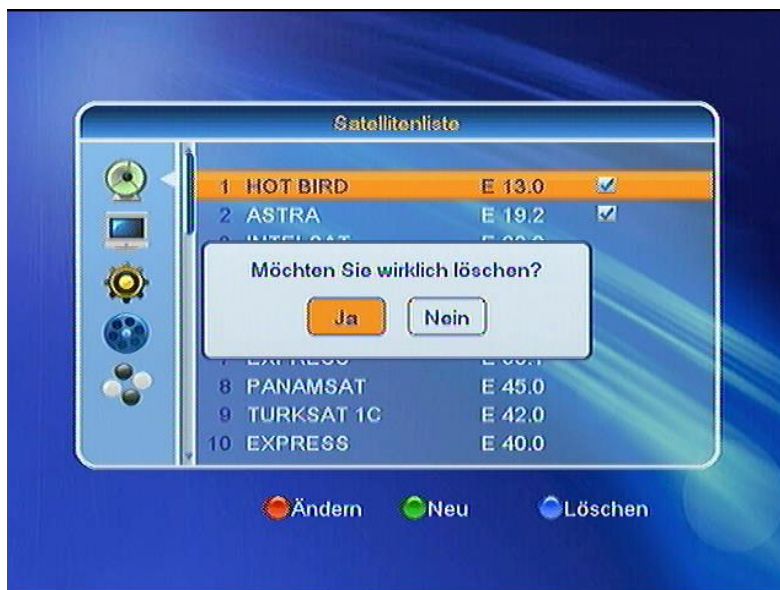 Satellitenliste
1 HOT BIRD E 13.0
2 ASTRA E 19.2
Möchten Sie wirklich löschen?
Ja Nein
8 PANAMSAT E 45.0
9 TURKSAT 1C E 42.0
10 EXPRESS E 40.0
Ändern Neu Löschen